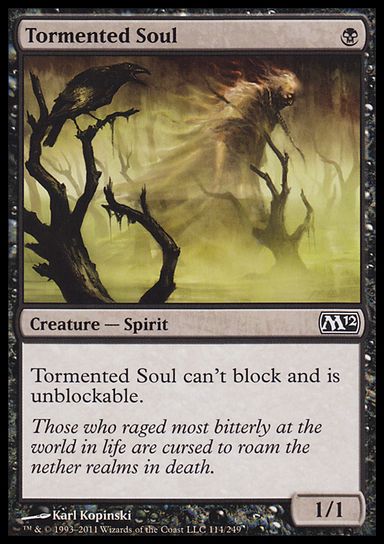 Tormented Soul
Creature — Spirit
M12
Tormented Soul can't block and is
unblockable.
Those who raged most bitterly at the
world in life are cursed to roam the
nether realms in death.
Karl Kopinski
1/1
™ & © 1993–2011 Wizards of the Coast LLC 114/249